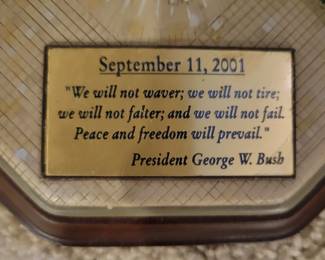 September 11, 2001
"We will not waver; we will not tire;
we will not falter; and we will not fail.
Peace and freedom will prevail."
President George W. Bush